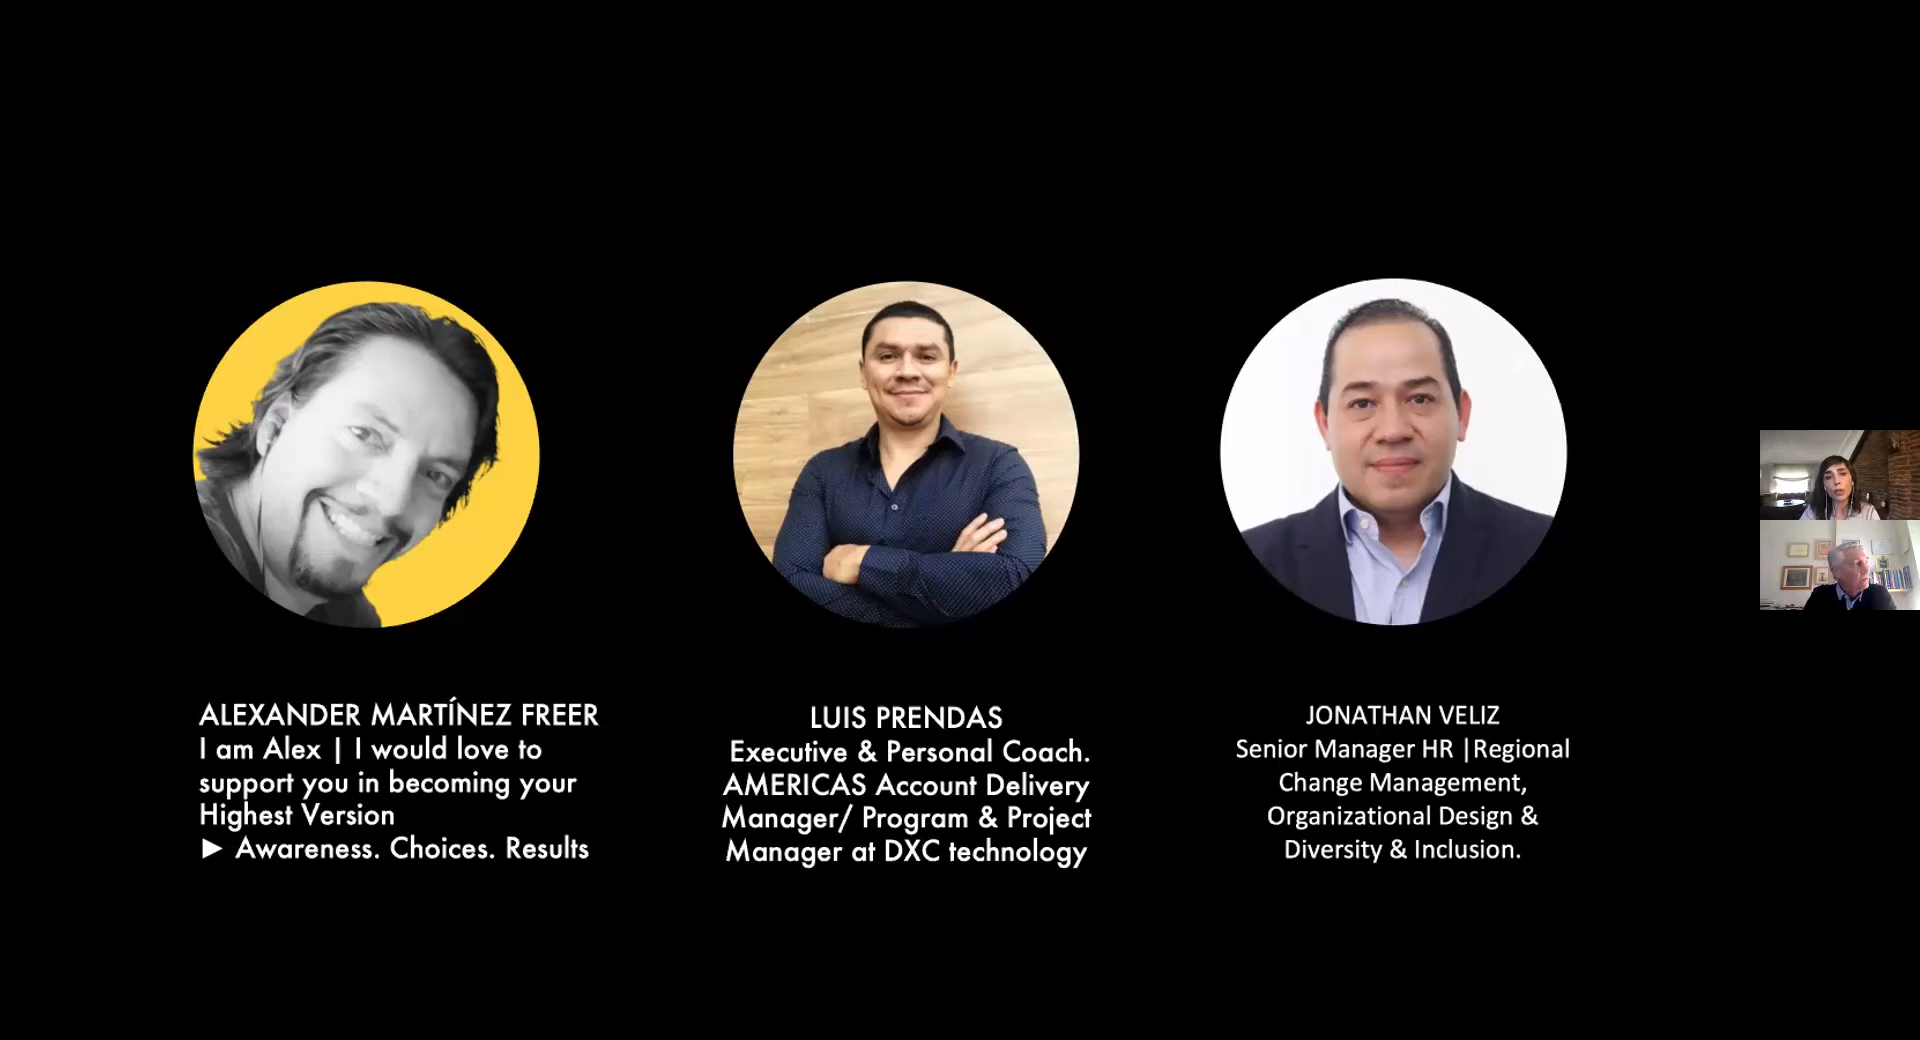 ALEXANDER MARTÍNEZ FREER
I am Alex | I would love to
support you in becoming your
Highest Version
► Awareness. Choices. Results
LUIS PRENDAS
Executive & Personal Coach.
AMERICAS Account Delivery
Manager/ Program & Project
Manager at DXC technology
JONATHAN VELIZ
Senior Manager HR |Regional
Change Management,
Organizational Design &
Diversity & Inclusion.